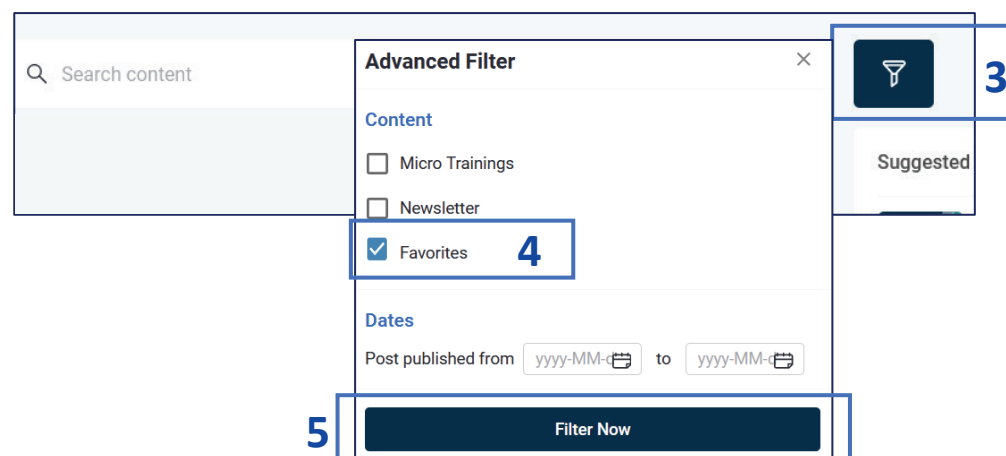 Search content
Advanced Filter
3
Content
Suggested
Micro Trainings
Newsletter
Favorites 4
Dates
Post published from yyyy-MM-d to yyyy-MM-d
5 Filter Now